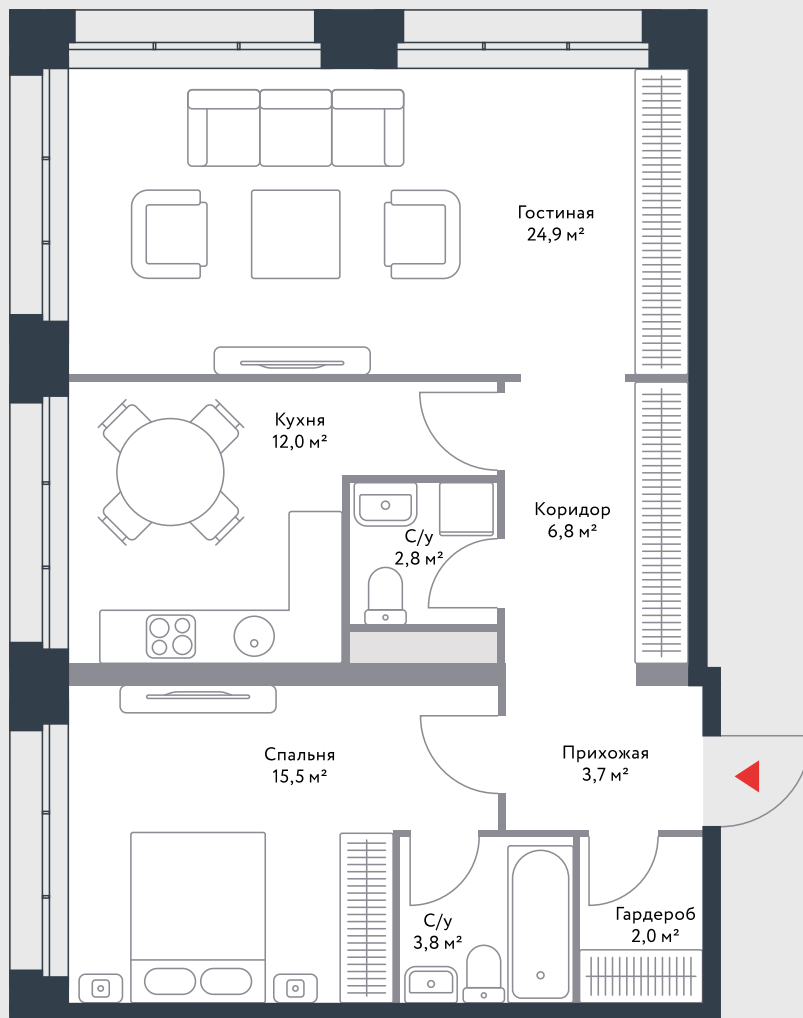 Гостиная
24,9 м²
Кухня
12,0 м²
Коридор
6,8 м²
С/у
2,8 м²
Спальня
15,5 м²
Прихожая
3,7 м²
С/у
3,8 м²
Гардероб
2,0 м²